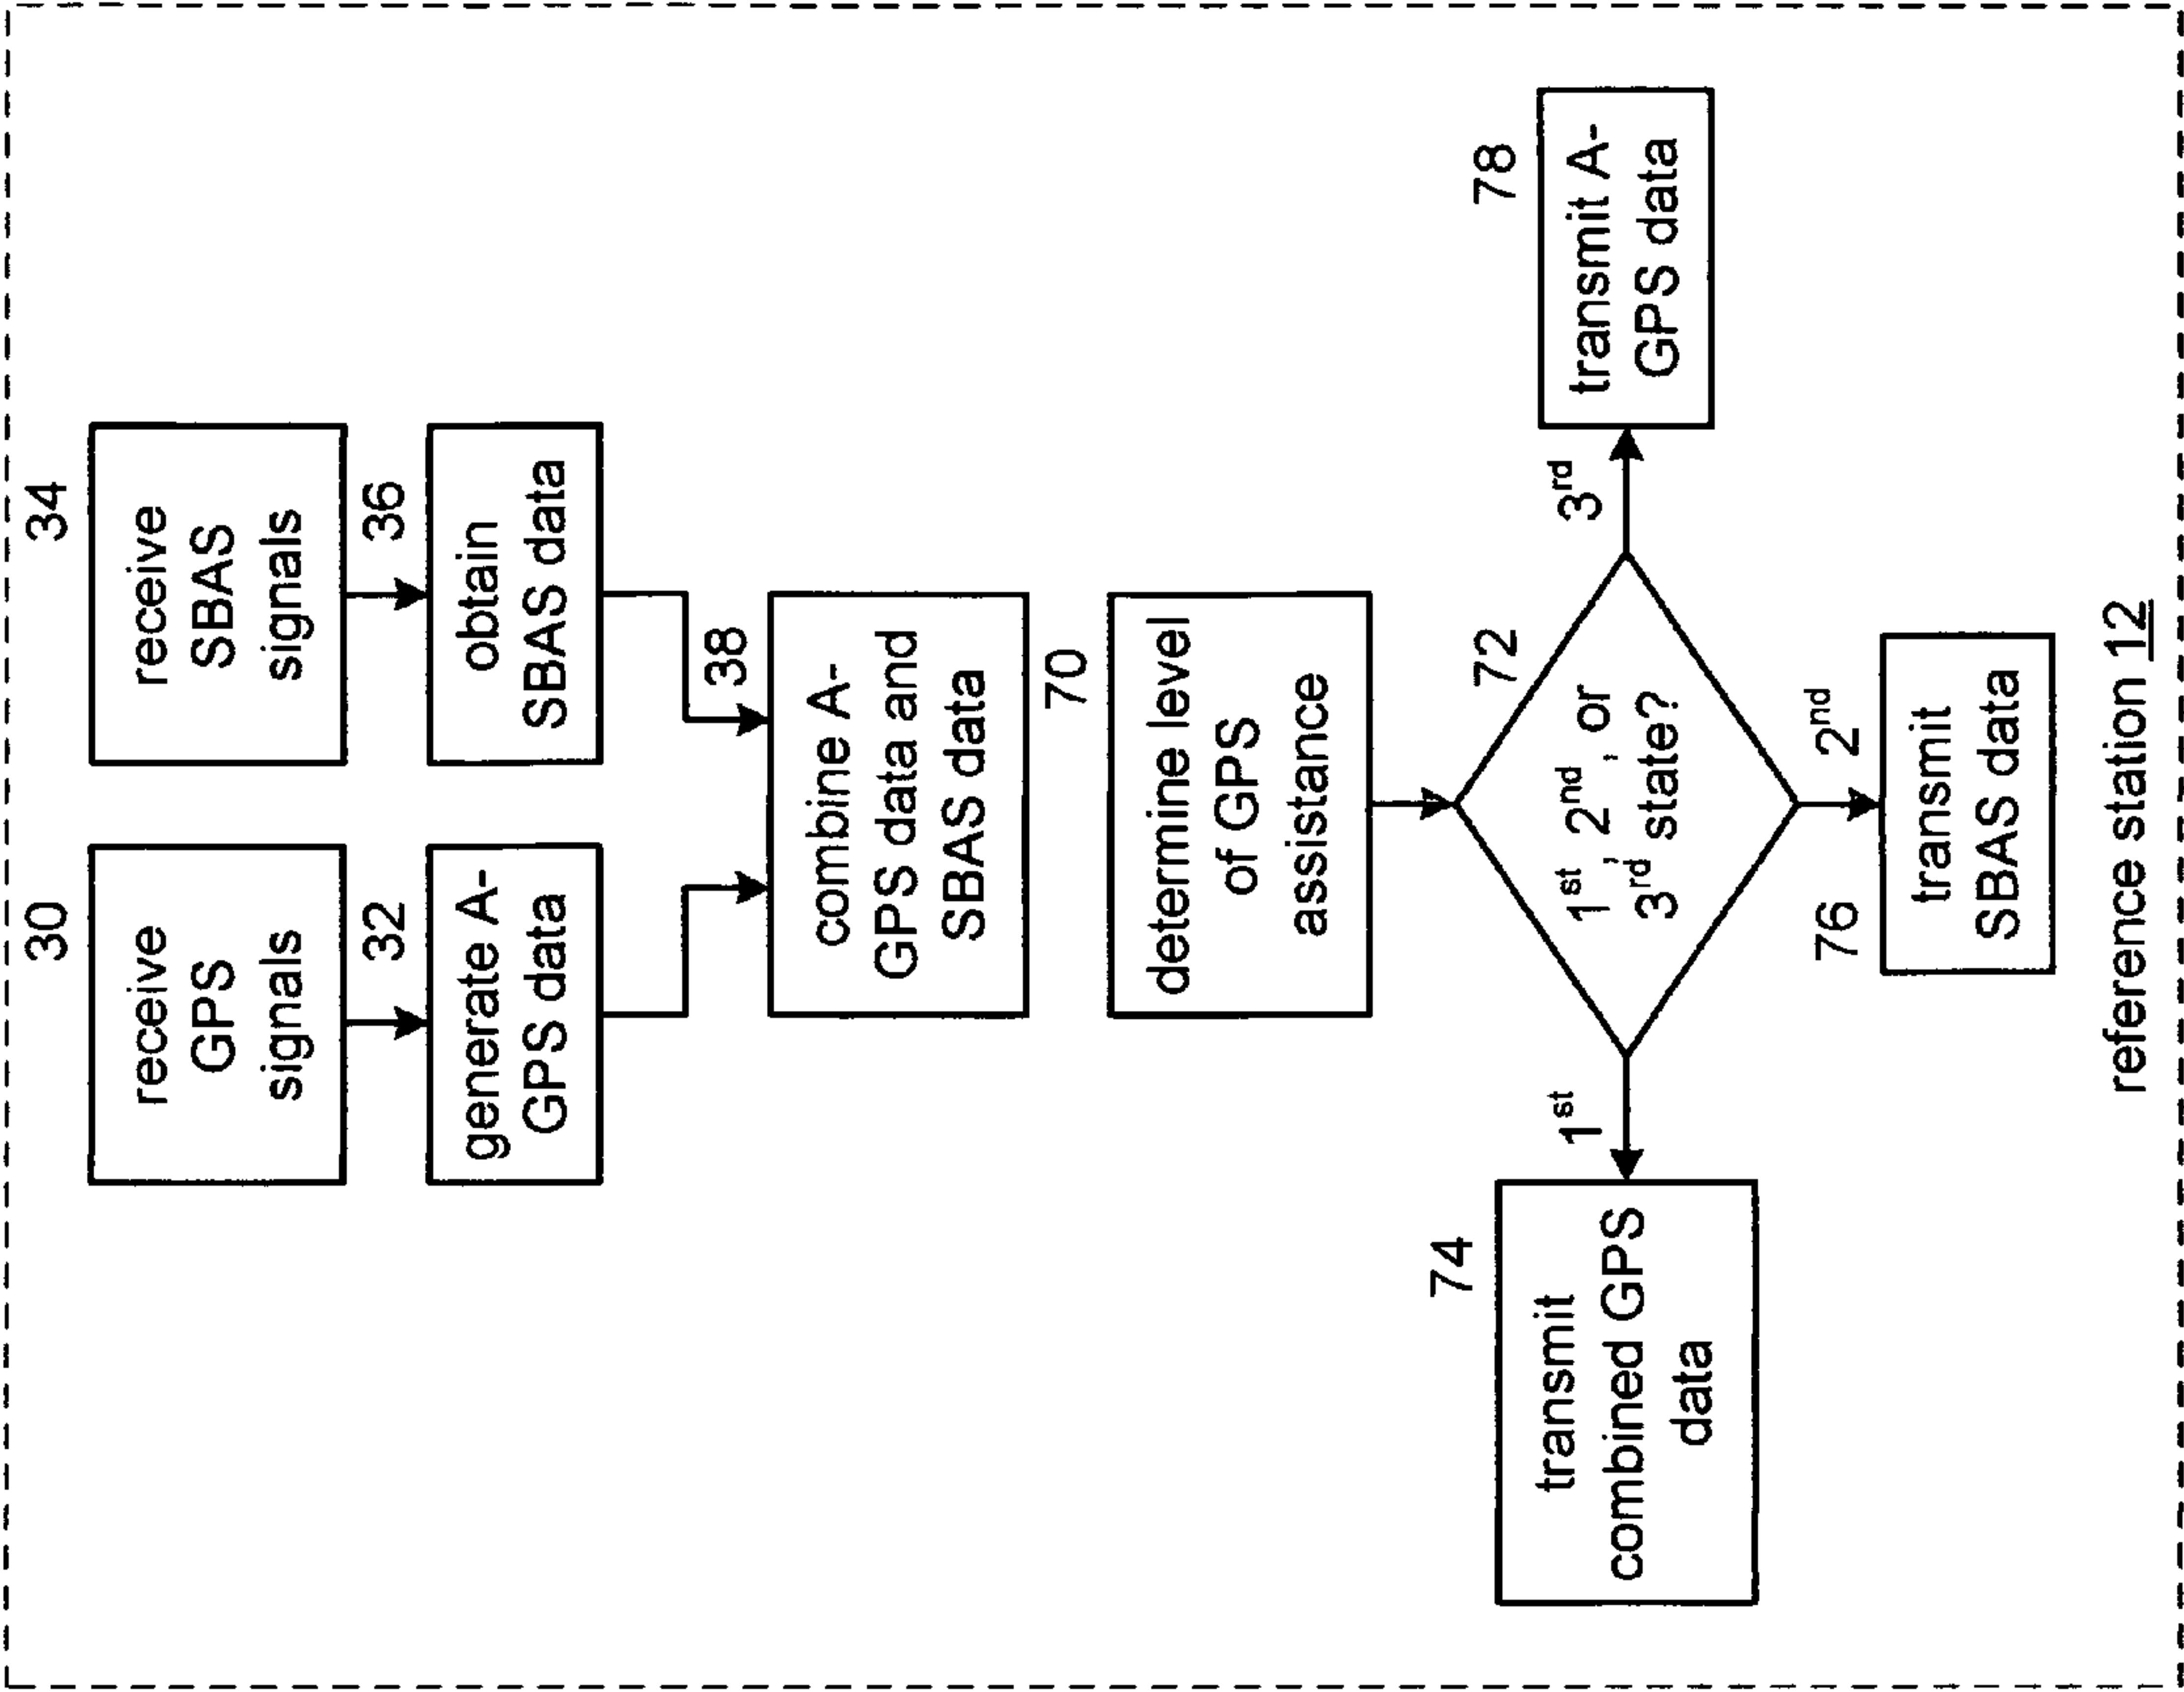 30
receive
GPS
signals
34
receive
SBAS
signals
32
generate A-
GPS data
36
obtain
SBAS data
38
combine A-
GPS data and
SBAS data
70
determine level
of GPS
assistance
72
1st, 2nd, or
3rd state?
1st
74
transmit
combined GPS
data
2nd
76
transmit
SBAS data
3rd
78
transmit A-
GPS data
reference station 12